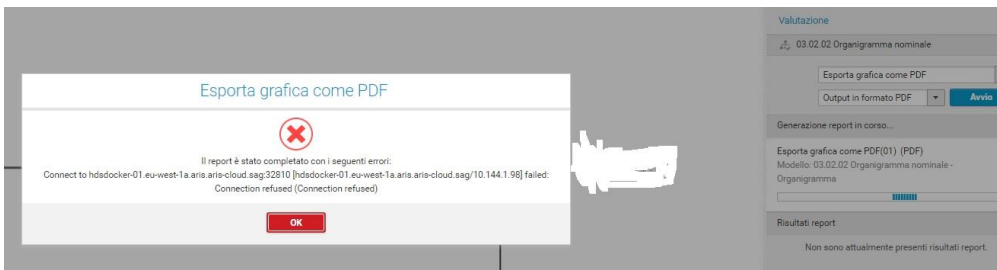 Valutazione
03.02.02 Organigramma nominale
Esporta grafica come PDF
Output in formato PDF
Avvia
Generazione report in corso...
Esporta grafica come PDF(01) (PDF)
Modello: 03.02.02 Organigramma nominale -
Organigramma
Risultati report
Non sono attualmente presenti risultati report.
Esporta grafica come PDF
Il report è stato completato con i seguenti errori:
Connect to hdsdocker-01.eu-west-1a.aris.aris-cloud.sag:32810 [hdsdocker-01.eu-west-1a.aris.aris-cloud.sag/10.144.1.98] failed:
Connection refused (Connection refused)
OK